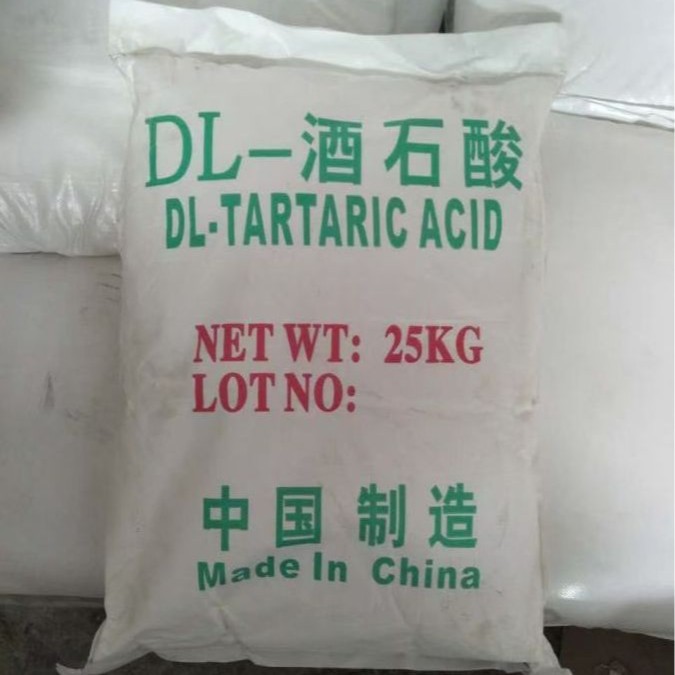 DL-酒石酸
DL-TARTARIC ACID
NET WT: 25KG
LOT NO:
中国制造
Made In China